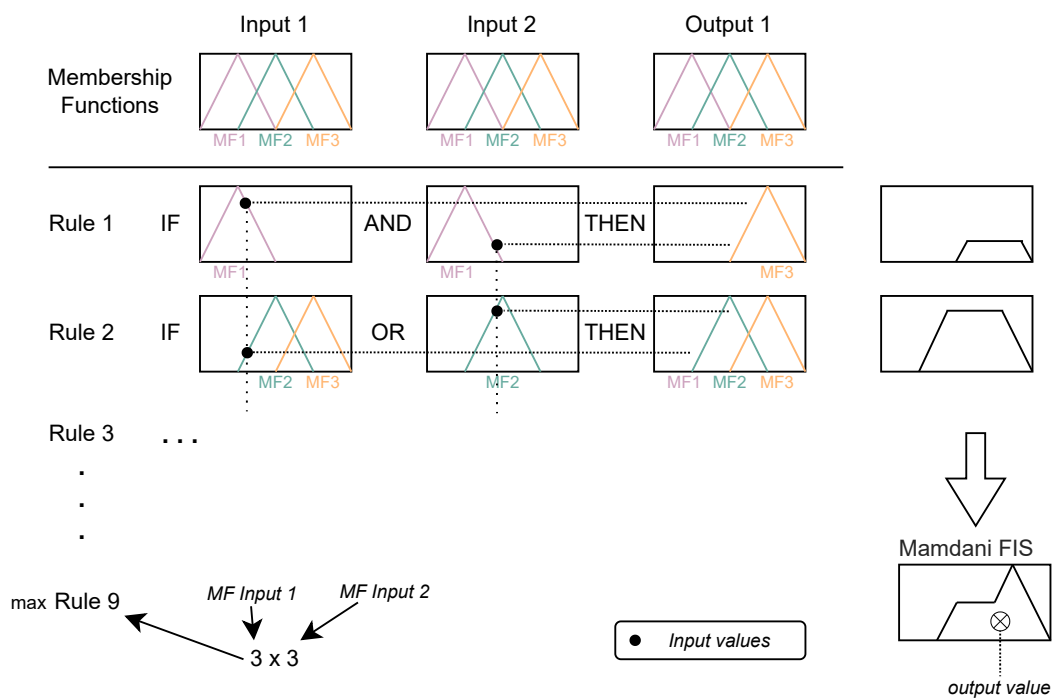 Input 1 Input 2 Output 1
Membership
Functions
MF1 MF2 MF3 MF1 MF2 MF3 MF1 MF2 MF3
Rule 1 IF AND THEN
MF1 MF1 MF3
Rule 2 IF OR THEN
MF2 MF3 MF2 MF1 MF2 MF3
Rule 3 . . .
.
.
.
Mamdani FIS
max Rule 9 MF Input 1 MF Input 2
3 x 3
Input values
output value